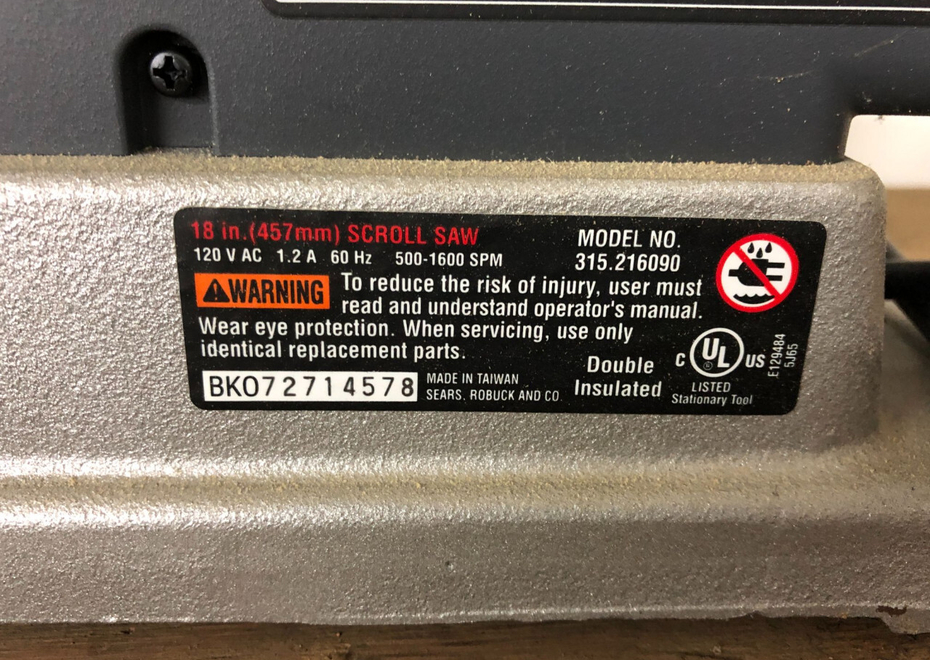 18 in.(457mm) SCROLL SAW
120 V AC 1.2 A 60 Hz 500-1600 SPM
MODEL NO.
315.216090
WARNING
To reduce the risk of injury, user must
read and understand operator's manual.
Wear eye protection. When servicing, use only
identical replacement parts.
BK072714578
MADE IN TAIWAN
SEARS, ROBUCK AND CO.
Double
Insulated
C UL US
LISTED
Stationary Tool
E129484
5J65